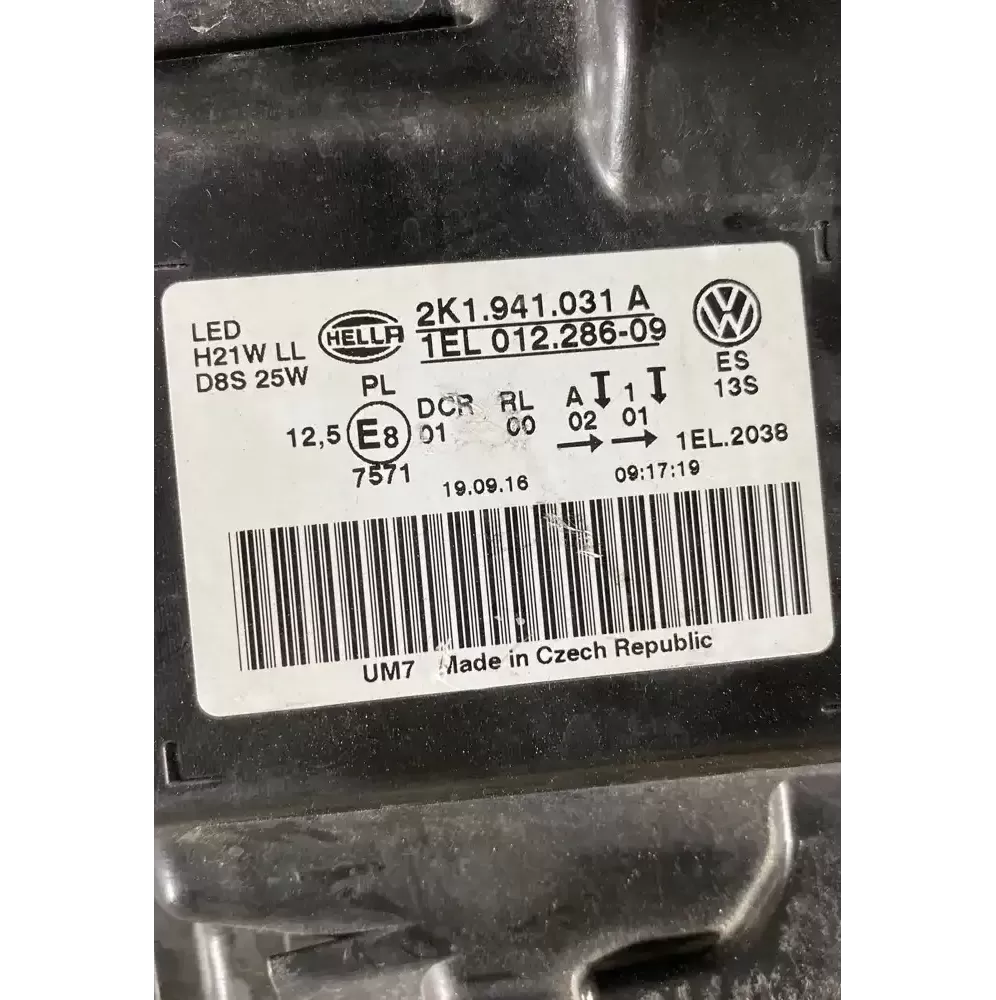 LED
H21W LL
D8S 25W
HELLA
2K1.941.031 A
1EL 012.286-09
VW
ES
13S
PL
12,5 E8
7571
DCR RL A 1
01 00 02 01
1EL.2038
19.09.16 09:17:19
UM7 Made in Czech Republic